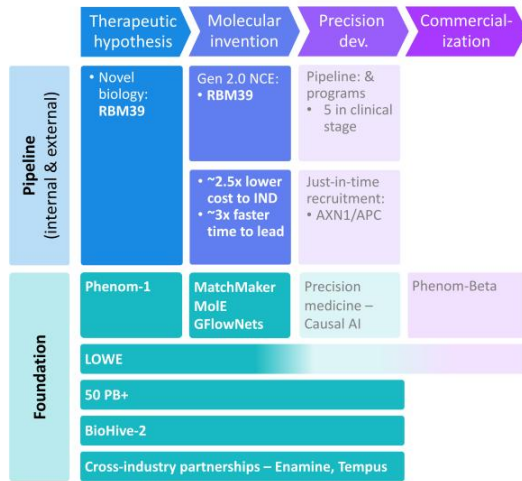 Therapeutic
hypothesis
Molecular
invention
Precision
dev.
Commercial-
ization
Pipeline
(internal & external)
• Novel
biology:
RBM39
Gen 2.0 NCE:
• RBM39
Pipeline: &
programs
• 5 in clinical
stage
• ~2.5x lower
cost to IND
• ~3x faster
time to lead
Just-in-time
recruitment:
• AXN1/APC
Foundation
Phenom-1
MatchMaker
MolE
GFlowNets
Precision
medicine –
Causal AI
Phenom-Beta
LOWE
50 PB+
BioHive-2
Cross-industry partnerships – Enamine, Tempus